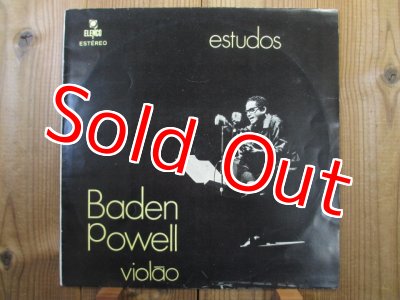 ELENCO
ESTÉREO
estudos
Sold Out
Baden
Powell
violão